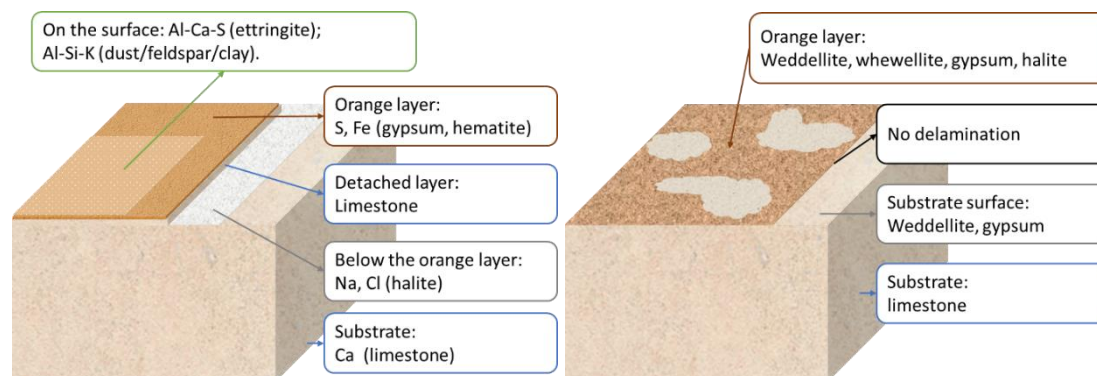 On the surface: Al-Ca-S (ettringite);
Al-Si-K (dust/feldspar/clay).
Orange layer:
S, Fe (gypsum, hematite)
Detached layer:
Limestone
Below the orange layer:
Na, Cl (halite)
Substrate:
Ca (limestone)
Orange layer:
Weddellite, whewellite, gypsum, halite
No delamination
Substrate surface:
Weddellite, gypsum
Substrate:
limestone